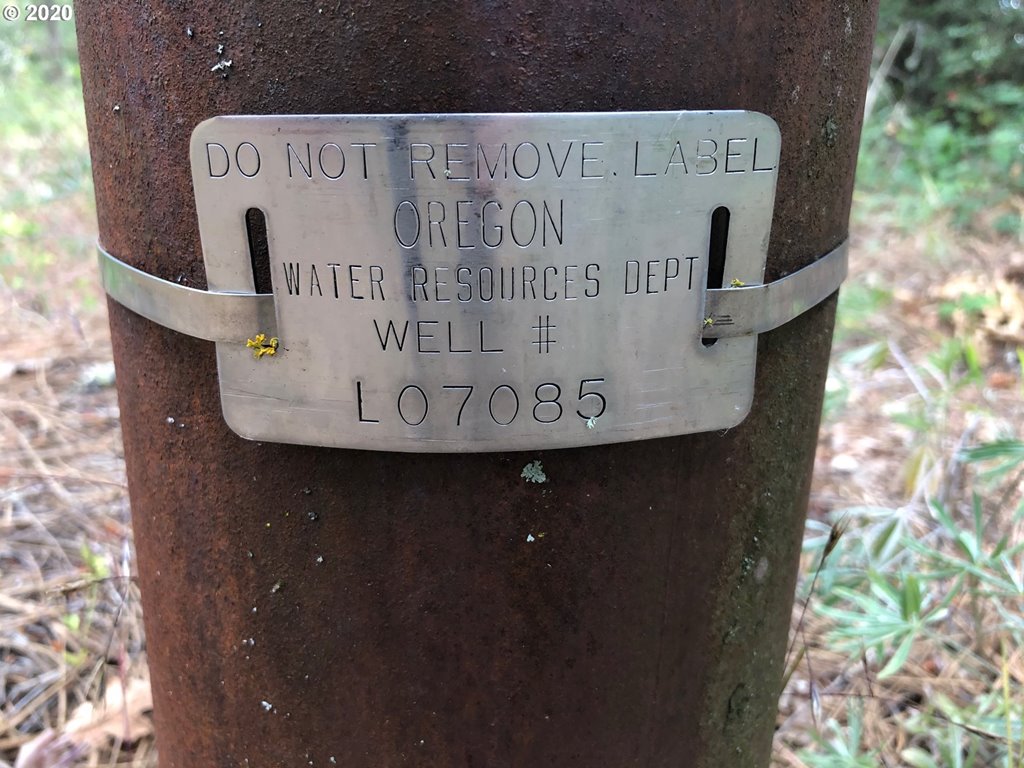 © 2020
DO NOT REMOVE LABEL
OREGON
WATER RESOURCES DEPT
WELL #
L07085